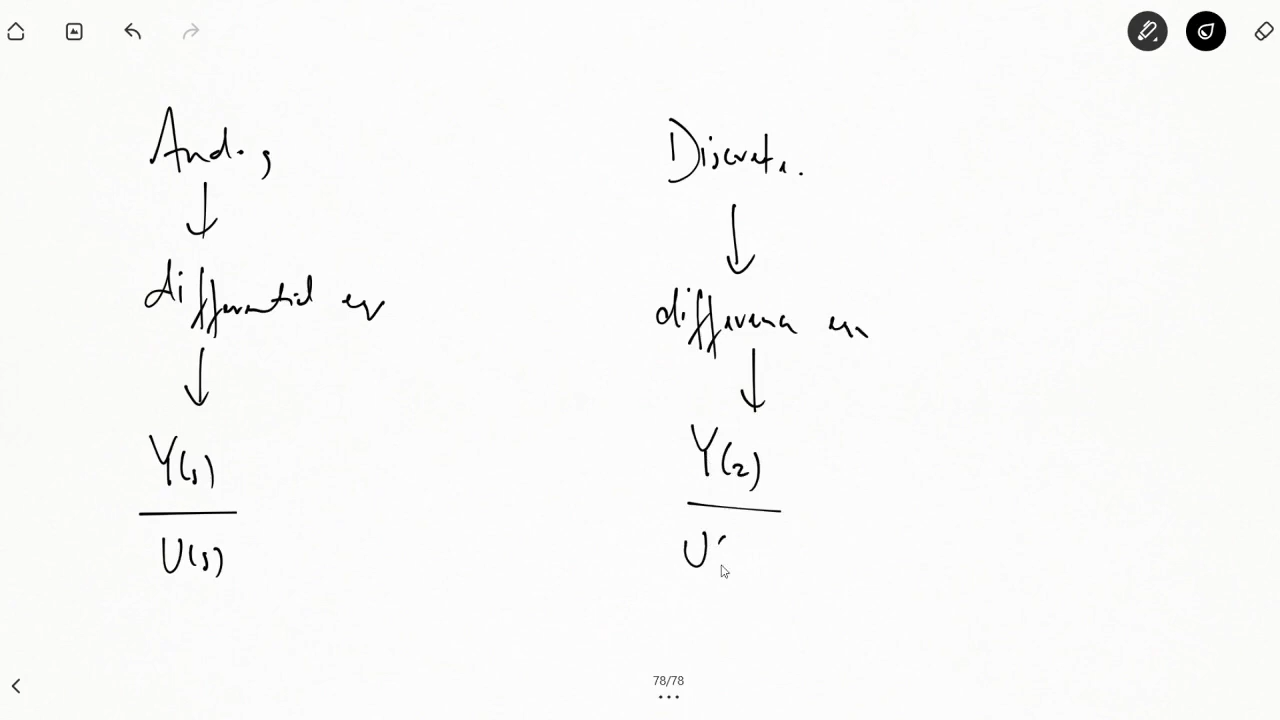 Analog
↓
differential eq
↓
Y(s)
U(s)
Discrete.
↓
difference eq
↓
Y(z)
U
78/78